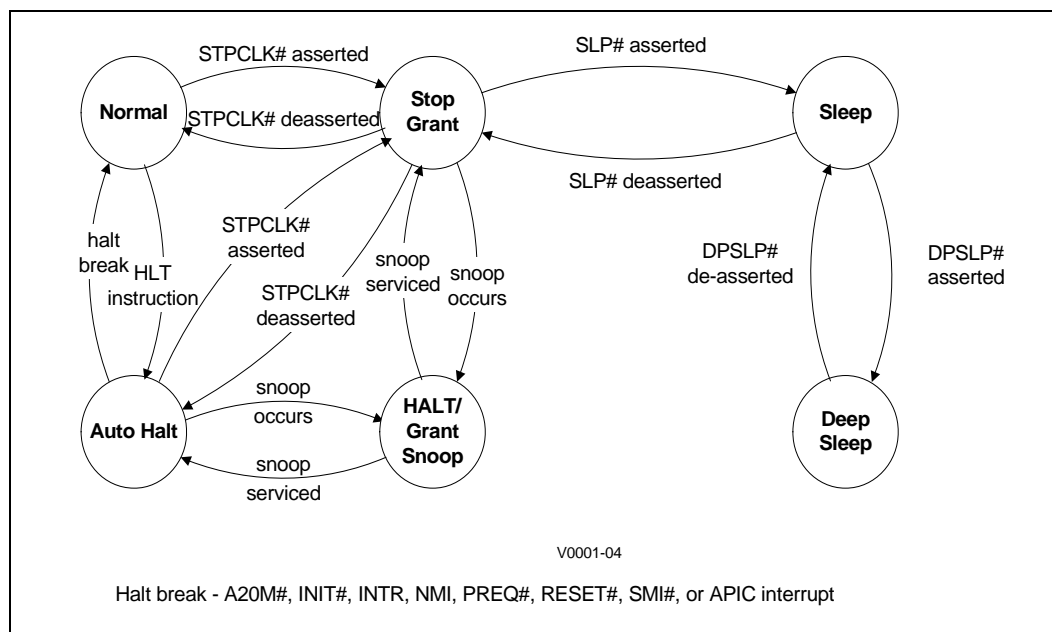 STPCLK# asserted
SLP# asserted
Normal
Stop
Grant
Sleep
STPCLK# deasserted
SLP# deasserted
halt
break
HLT
instruction
STPCLK#
asserted
STPCLK#
deasserted
snoop
serviced
snoop
occurs
DPSLP#
de-asserted
DPSLP#
asserted
Auto Halt
snoop
occurs
snoop
serviced
HALT/
Grant
Snoop
Deep
Sleep
V0001-04
Halt break - A20M#, INIT#, INTR, NMI, PREQ#, RESET#, SMI#, or APIC interrupt